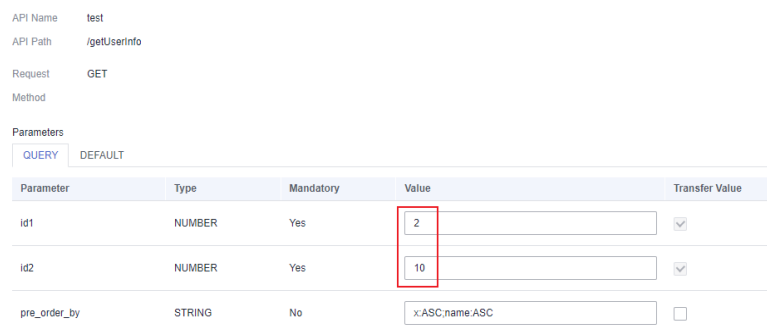 API Name test
API Path /getUserInfo
Request GET
Method
Parameters
QUERY DEFAULT
Parameter Type Mandatory Value Transfer Value
id1 NUMBER Yes 2
id2 NUMBER Yes 10
pre_order_by STRING No x:ASC;name:ASC